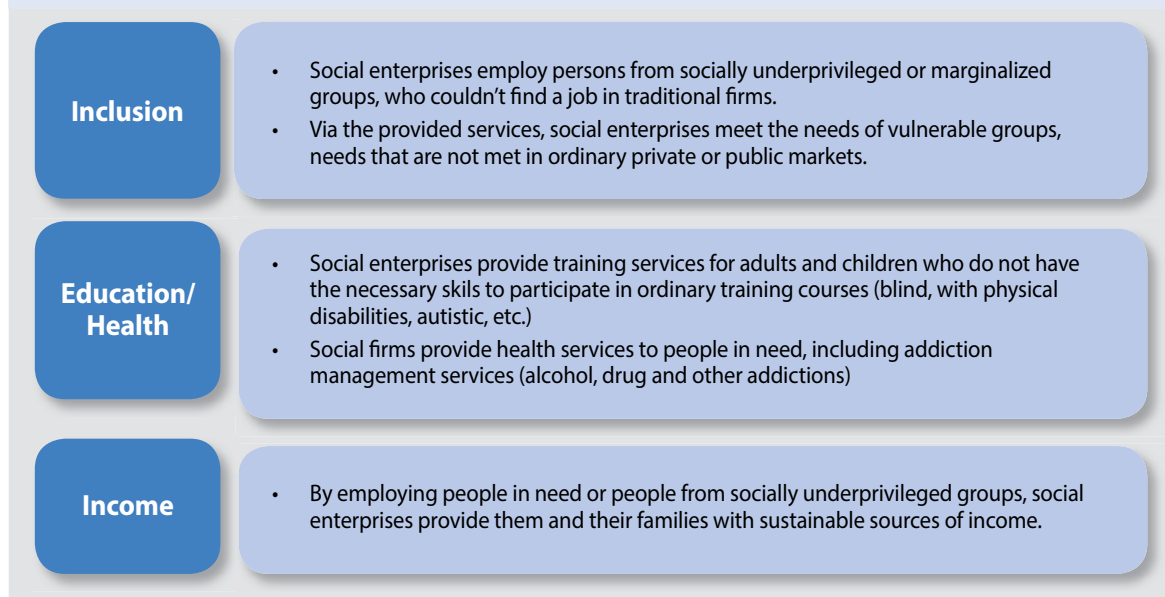 Inclusion
• Social enterprises employ persons from socially underprivileged or marginalized
groups, who couldn't find a job in traditional firms.
• Via the provided services, social enterprises meet the needs of vulnerable groups,
needs that are not met in ordinary private or public markets.
Education/
Health
• Social enterprises provide training services for adults and children who do not have
the necessary skils to participate in ordinary training courses (blind, with physical
disabilities, autistic, etc.)
• Social firms provide health services to people in need, including addiction
management services (alcohol, drug and other addictions)
Income
• By employing people in need or people from socially underprivileged groups, social
enterprises provide them and their families with sustainable sources of income.